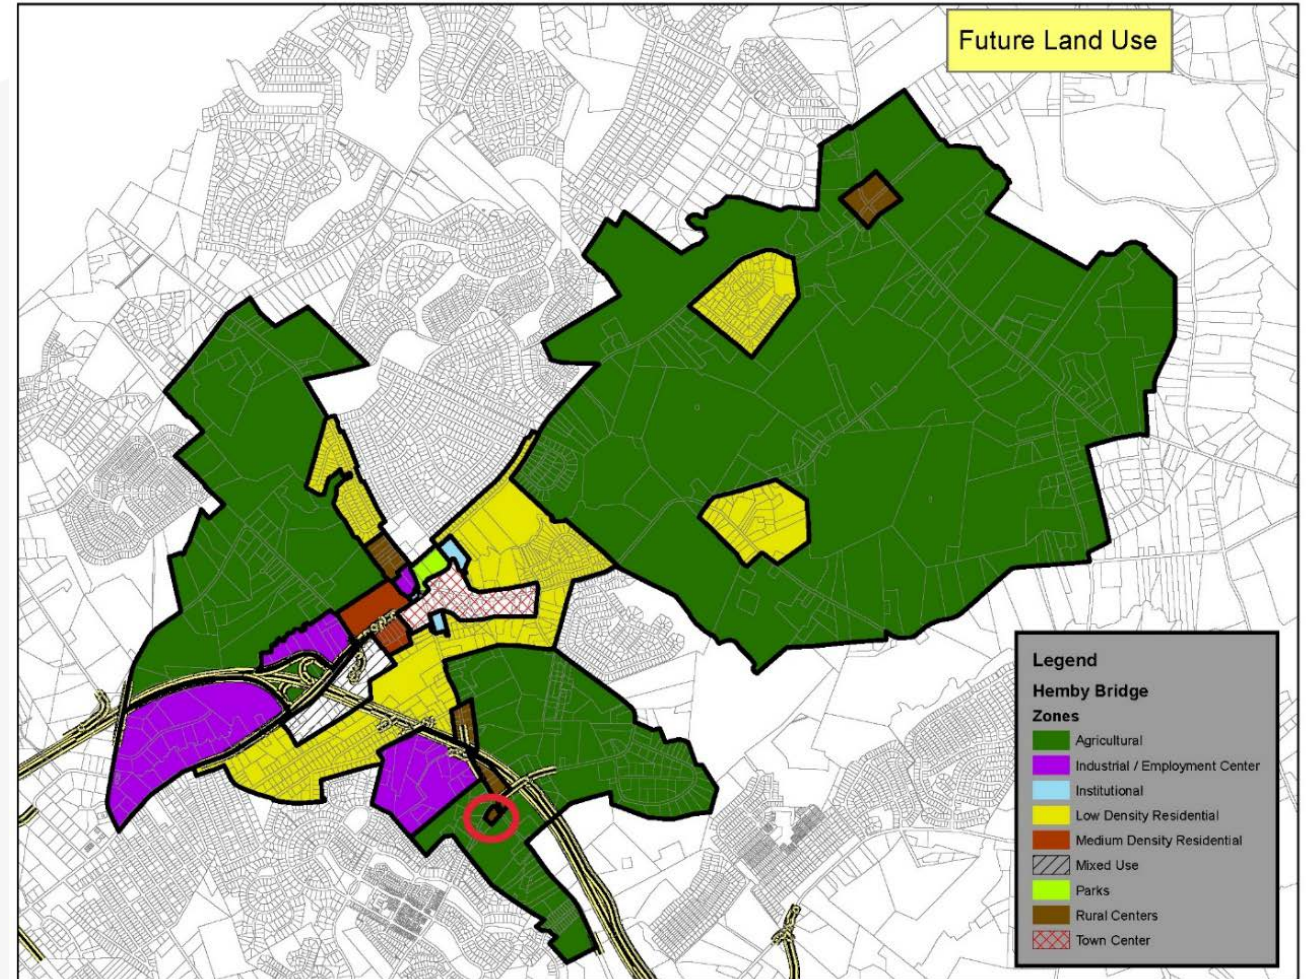 Future Land Use
Legend
Hemby Bridge
Zones
Agricultural
Industrial / Employment Center
Institutional
Low Density Residential
Medium Density Residential
Mixed Use
Parks
Rural Centers
Town Center